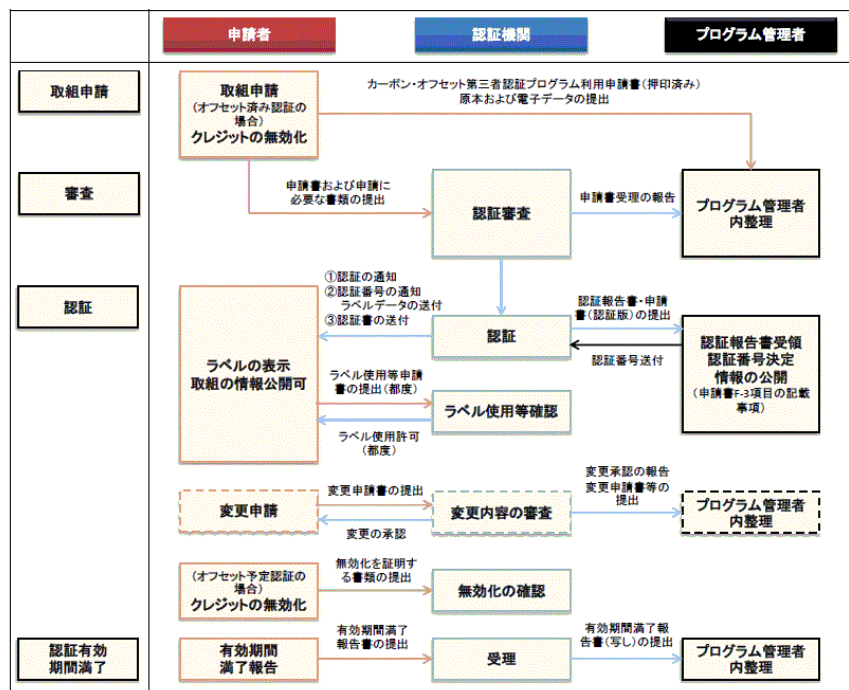 申請者
認証機関
プログラム管理者
取組申請
取組申請
(オフセット済み認証の
場合)
クレジットの無効化
カーボン・オフセット第三者認証プログラム利用申請書(押印済み)
原本および電子データの提出
審査
申請書および申請に
必要な書類の提出
認証審査
申請書受理の報告
プログラム管理者
内整理
認証
①認証の通知
②認証番号の通知
ラベルデータの送付
③認証書の送付
認証
認証報告書・申請
書(認証版)の提出
認証番号送付
認証報告書受領
認証番号決定
情報の公開
(申請書F-3項目の記載
事項)
ラベルの表示
取組の情報公開可
ラベル使用等申請
書の提出(都度)
ラベル使用等確認
ラベル使用許可
(都度)
変更申請
変更申請書の提出
変更の承認
変更内容の審査
変更承認の報告
変更申請書等の
提出
プログラム管理者
内整理
(オフセット予定認証の
場合)
クレジットの無効化
無効化を証明す
る書類の提出
無効化の確認
認証有効
期間満了
有効期間
満了報告
有効期間満了
報告書の提出
受理
有効期間満了報
告書(写し)の提出
プログラム管理者
内整理